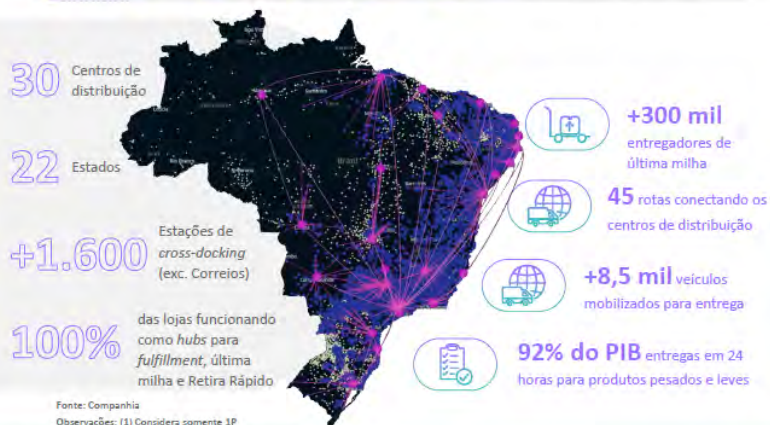 30
Centros de
distribuição
22
Estados
+1.600
Estações de
cross-docking
(exc. Correios)
100%
das lojas funcionando
como hubs para
fulfillment, última
milha e Retira Rápido
Brasil
+300 mil
entregadores de
última milha
45 rotas conectando os
centros de distribuição
+8,5 mil veículos
mobilizados para entrega
92% do PIB entregas em 24
horas para produtos pesados e leves
Fonte: Companhia
Observações: (1) Considera somente 1P